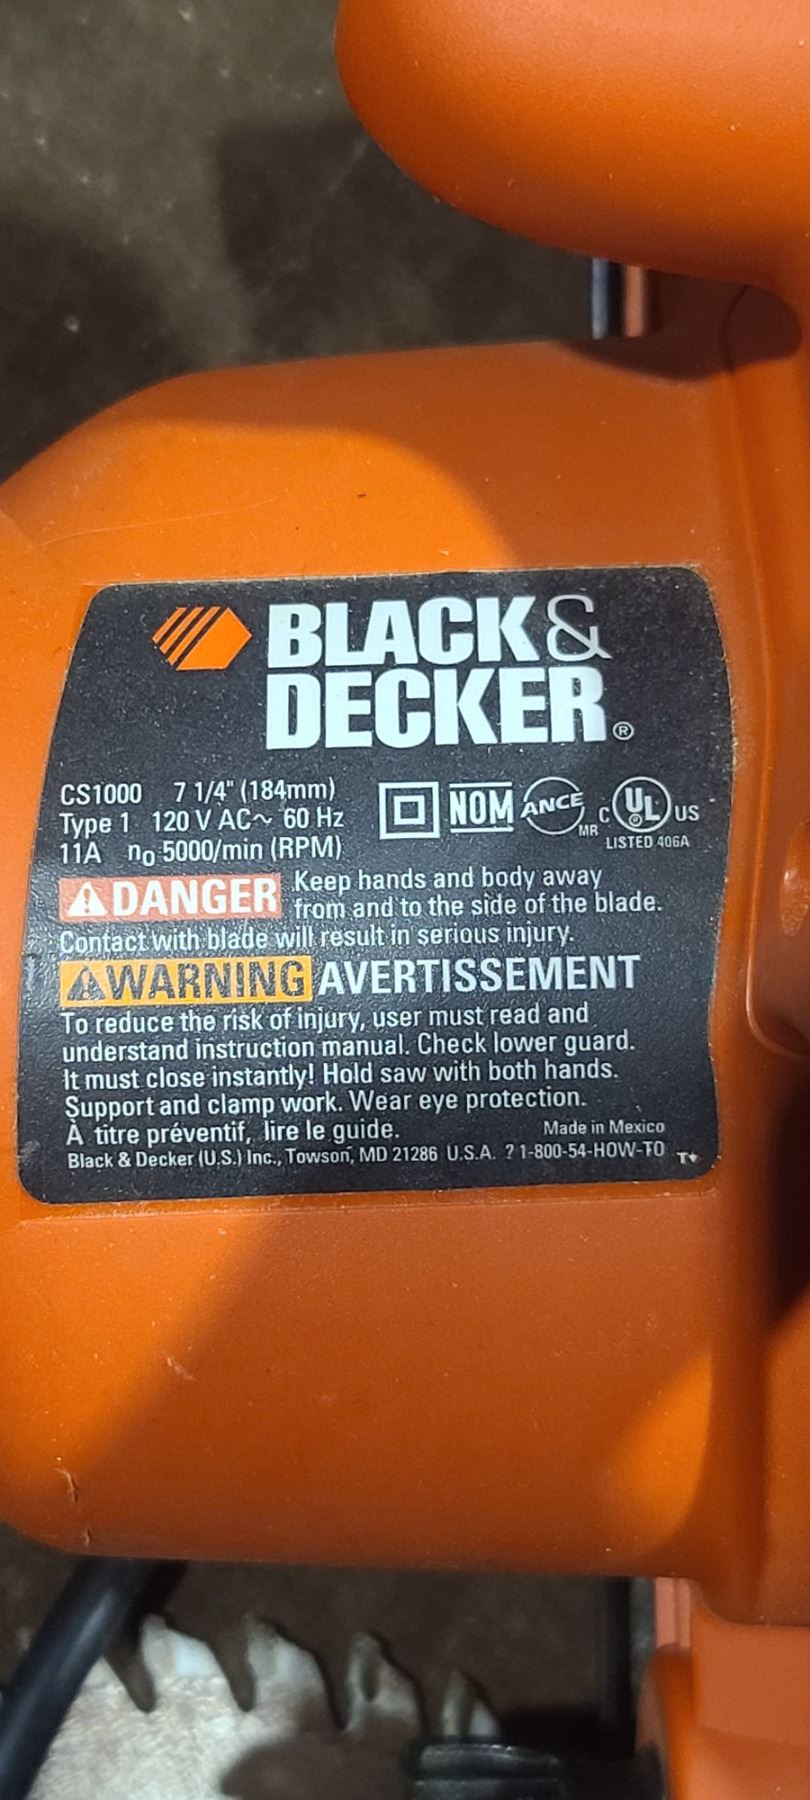 BLACK&
DECKER®
CS1000 7 1/4" (184mm)
Type 1 120 V AC~ 60 Hz
11A n₀ 5000/min (RPM)
NOM ANCE MR C UL ® US
LISTED 406A
DANGER Keep hands and body away
from and to the side of the blade.
Contact with blade will result in serious injury.
WARNING AVERTISSEMENT
To reduce the risk of injury, user must read and
understand instruction manual. Check lower guard.
It must close instantly! Hold saw with both hands.
Support and clamp work. Wear eye protection.
À titre préventif, lire le guide. Made in Mexico
Black & Decker (U.S.) Inc., Towson, MD 21286 U.S.A. ? 1-800-54-HOW-TO